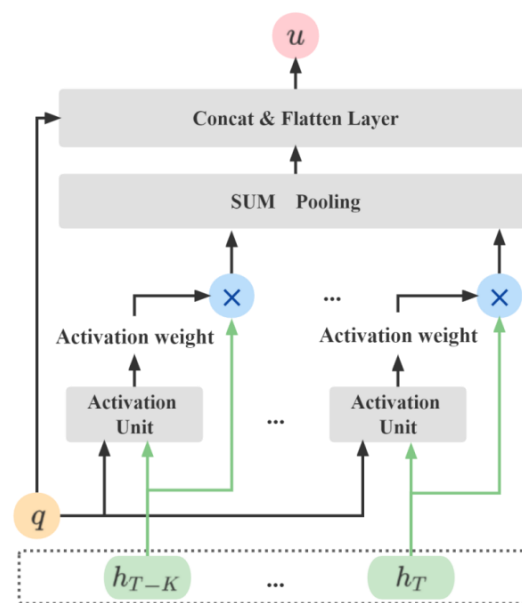 u
Concat & Flatten Layer
SUM Pooling
× ... ×
Activation weight Activation weight
Activation Unit ... Activation Unit
q
h_{T-K} ... h_T